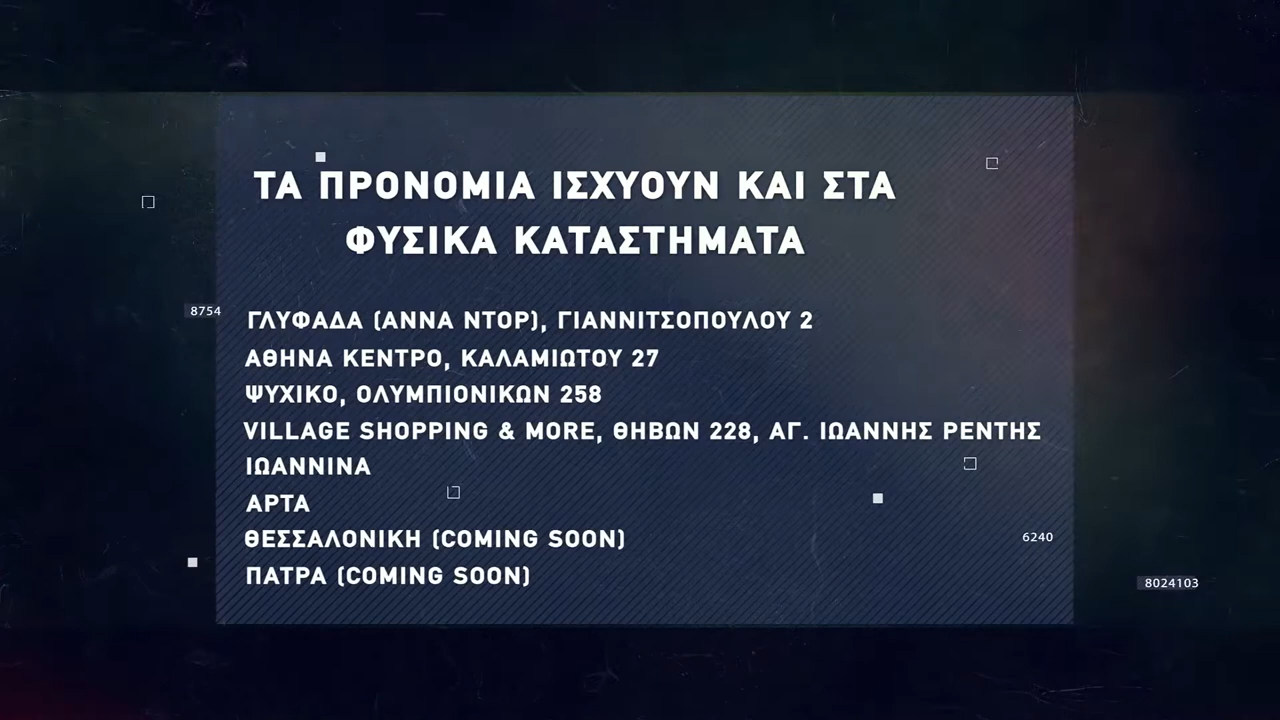 ΤΑ ΠΡΟΝΟΜΙΑ ΙΣΧΥΟΥΝ ΚΑΙ ΣΤΑ
ΦΥΣΙΚΑ ΚΑΤΑΣΤΗΜΑΤΑ
8754
ΓΛΥΦΑΔΑ (ΑΝΝΑ ΝΤΟΡ), ΓΙΑΝΝΙΤΣΟΠΟΥΛΟΥ 2
ΑΘΗΝΑ ΚΕΝΤΡΟ, ΚΑΛΑΜΙΩΤΟΥ 27
ΨΥΧΙΚΟ, ΟΛΥΜΠΙΟΝΙΚΩΝ 258
VILLAGE SHOPPING & MORE, ΘΗΒΩΝ 228, ΑΓ. ΙΩΑΝΝΗΣ ΡΕΝΤΗΣ
ΙΩΑΝΝΙΝΑ
ΑΡΤΑ
ΘΕΣΣΑΛΟΝΙΚΗ (COMING SOON)
6240
ΠΑΤΡΑ (COMING SOON)
8024103